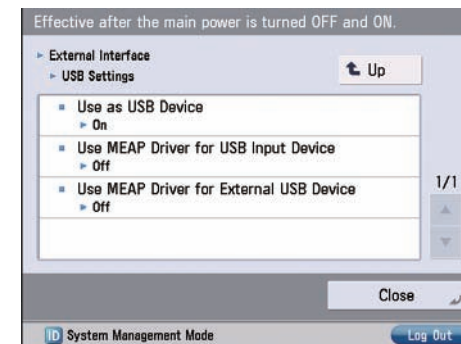 Effective after the main power is turned OFF and ON.
External Interface
USB Settings
Up
Use as USB Device
On
Use MEAP Driver for USB Input Device
Off
Use MEAP Driver for External USB Device
Off
1/1
Close
ID System Management Mode
Log Out